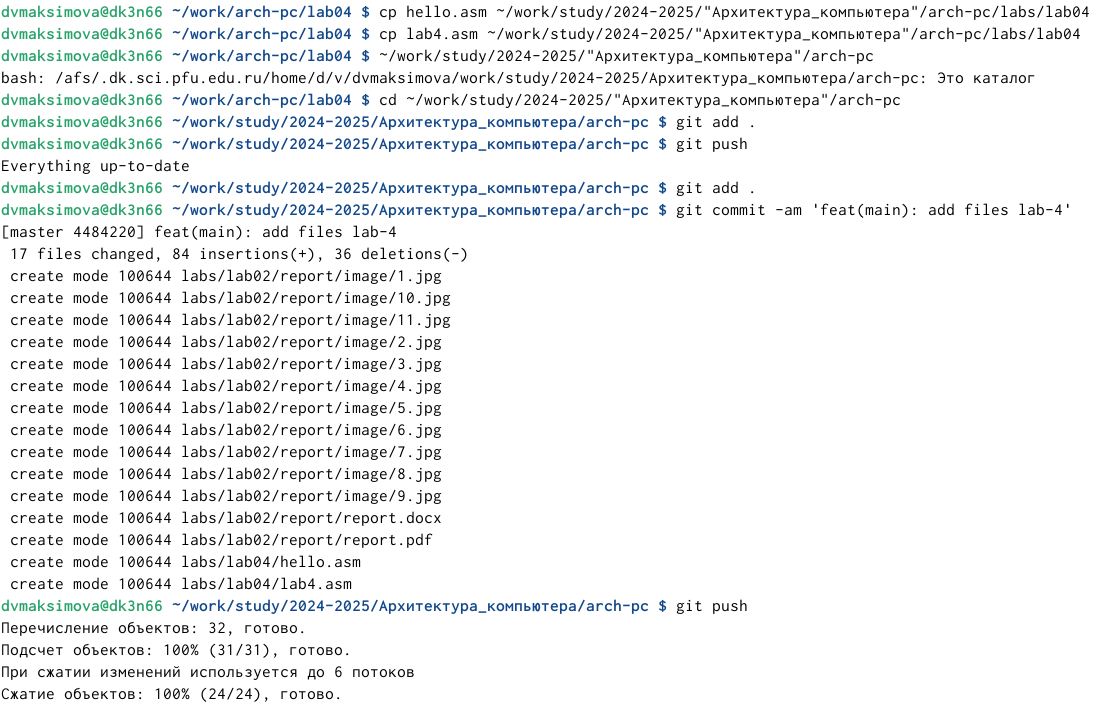 dvmaksimova@dk3n66 ~/work/arch-pc/lab04 $ cp hello.asm ~/work/study/2024-2025/"Архитектура_компьютера"/arch-pc/labs/lab04
dvmaksimova@dk3n66 ~/work/arch-pc/lab04 $ cp lab4.asm ~/work/study/2024-2025/"Архитектура_компьютера"/arch-pc/labs/lab04
dvmaksimova@dk3n66 ~/work/arch-pc/lab04 $ ~/work/study/2024-2025/"Архитектура_компьютера"/arch-pc
bash: /afs/.dk.sci.pfu.edu.ru/home/d/v/dvmaksimova/work/study/2024-2025/Архитектура_компьютера/arch-pc: Это каталог
dvmaksimova@dk3n66 ~/work/arch-pc/lab04 $ cd ~/work/study/2024-2025/"Архитектура_компьютера"/arch-pc
dvmaksimova@dk3n66 ~/work/study/2024-2025/Архитектура_компьютера/arch-pc $ git add .
dvmaksimova@dk3n66 ~/work/study/2024-2025/Архитектура_компьютера/arch-pc $ git push
Everything up-to-date
dvmaksimova@dk3n66 ~/work/study/2024-2025/Архитектура_компьютера/arch-pc $ git add .
dvmaksimova@dk3n66 ~/work/study/2024-2025/Архитектура_компьютера/arch-pc $ git commit -am 'feat(main): add files lab-4'
[master 4484220] feat(main): add files lab-4
 17 files changed, 84 insertions(+), 36 deletions(-)
 create mode 100644 labs/lab02/report/image/1.jpg
 create mode 100644 labs/lab02/report/image/10.jpg
 create mode 100644 labs/lab02/report/image/11.jpg
 create mode 100644 labs/lab02/report/image/2.jpg
 create mode 100644 labs/lab02/report/image/3.jpg
 create mode 100644 labs/lab02/report/image/4.jpg
 create mode 100644 labs/lab02/report/image/5.jpg
 create mode 100644 labs/lab02/report/image/6.jpg
 create mode 100644 labs/lab02/report/image/7.jpg
 create mode 100644 labs/lab02/report/image/8.jpg
 create mode 100644 labs/lab02/report/image/9.jpg
 create mode 100644 labs/lab02/report/report.docx
 create mode 100644 labs/lab02/report/report.pdf
 create mode 100644 labs/lab04/hello.asm
 create mode 100644 labs/lab04/lab4.asm
dvmaksimova@dk3n66 ~/work/study/2024-2025/Архитектура_компьютера/arch-pc $ git push
Перечисление объектов: 32, готово.
Подсчет объектов: 100% (31/31), готово.
При сжатии изменений используется до 6 потоков
Сжатие объектов: 100% (24/24), готово.